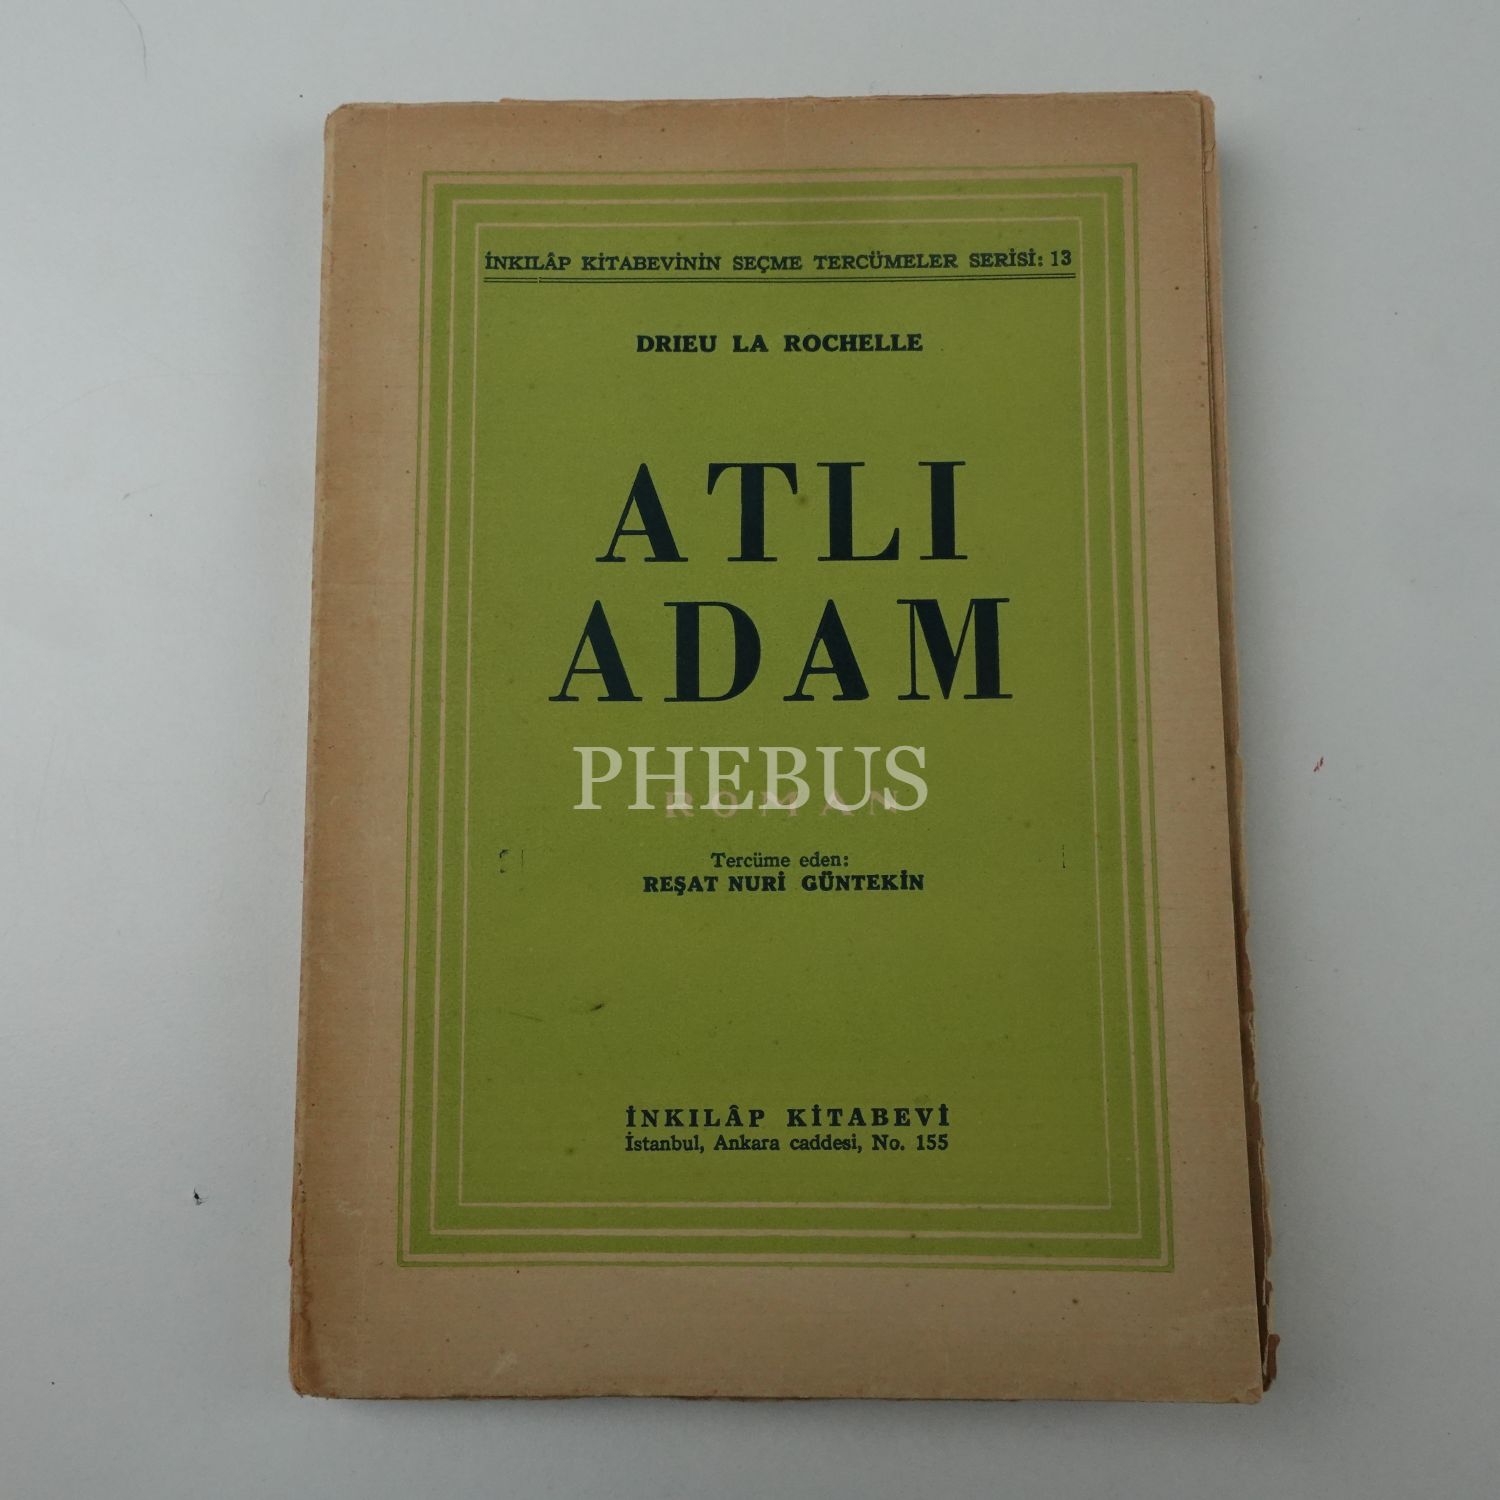 İNKILÂP KİTABEVİNİN SEÇME TERCÜMELER SERİSİ: 13
DRIEU LA ROCHELLE
ATLI
ADAM
PHEBUS
ROMAN
Tercüme eden:
REŞAT NURİ GÜNTEKİN
İNKILÂP KİTABEVİ
İstanbul, Ankara caddesi, No. 155